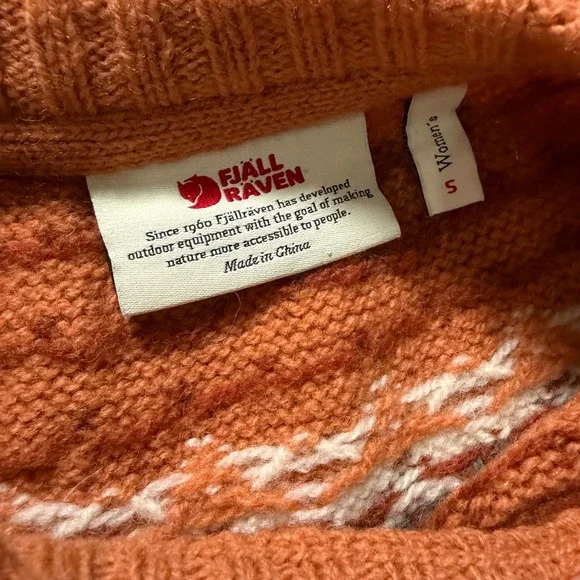 FJÄLL
RÄVEN
Since 1960 Fjällräven has developed
outdoor equipment with the goal of making
nature more accessible to people.
Made in China
Women's
S